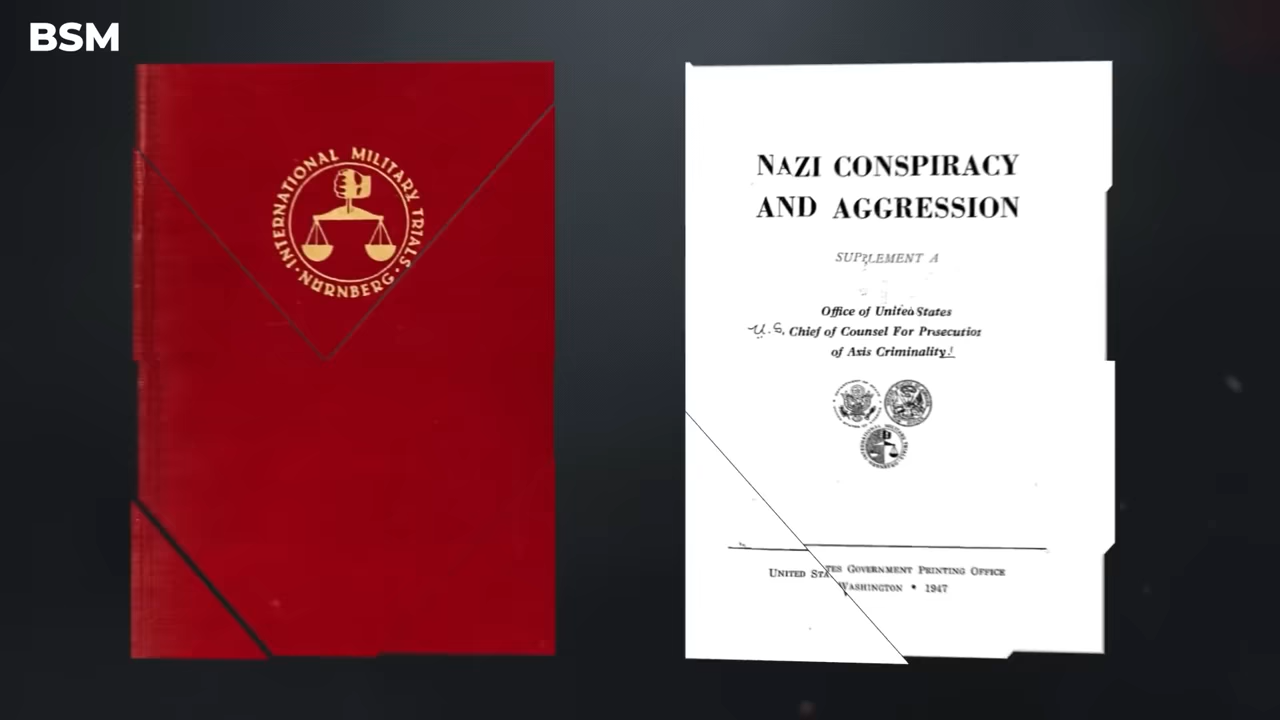 BSM
INTERNATIONAL MILITARY TRIALS
NÜRNBERG
NAZI CONSPIRACY
AND AGGRESSION
SUPPLEMENT A
Office of United States
U.S. Chief of Counsel For Prosecution
of Axis Criminality
UNITED STATES GOVERNMENT PRINTING OFFICE
WASHINGTON • 1947